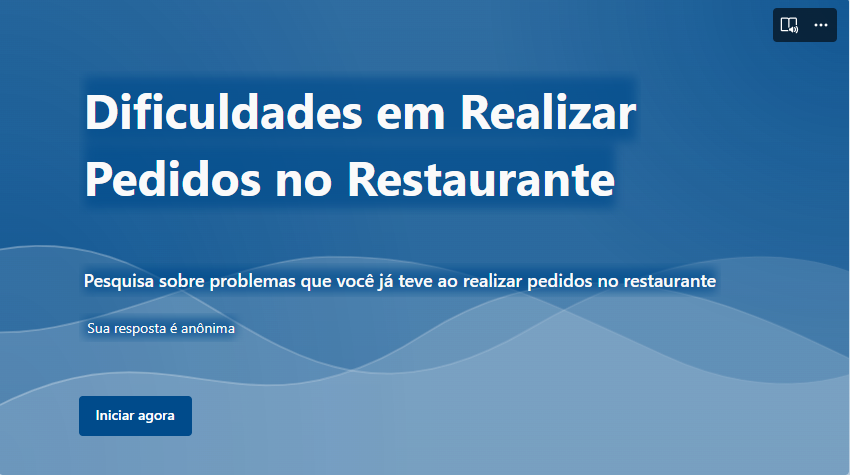 Dificuldades em Realizar
Pedidos no Restaurante
Pesquisa sobre problemas que você já teve ao realizar pedidos no restaurante
Sua resposta é anônima
Iniciar agora